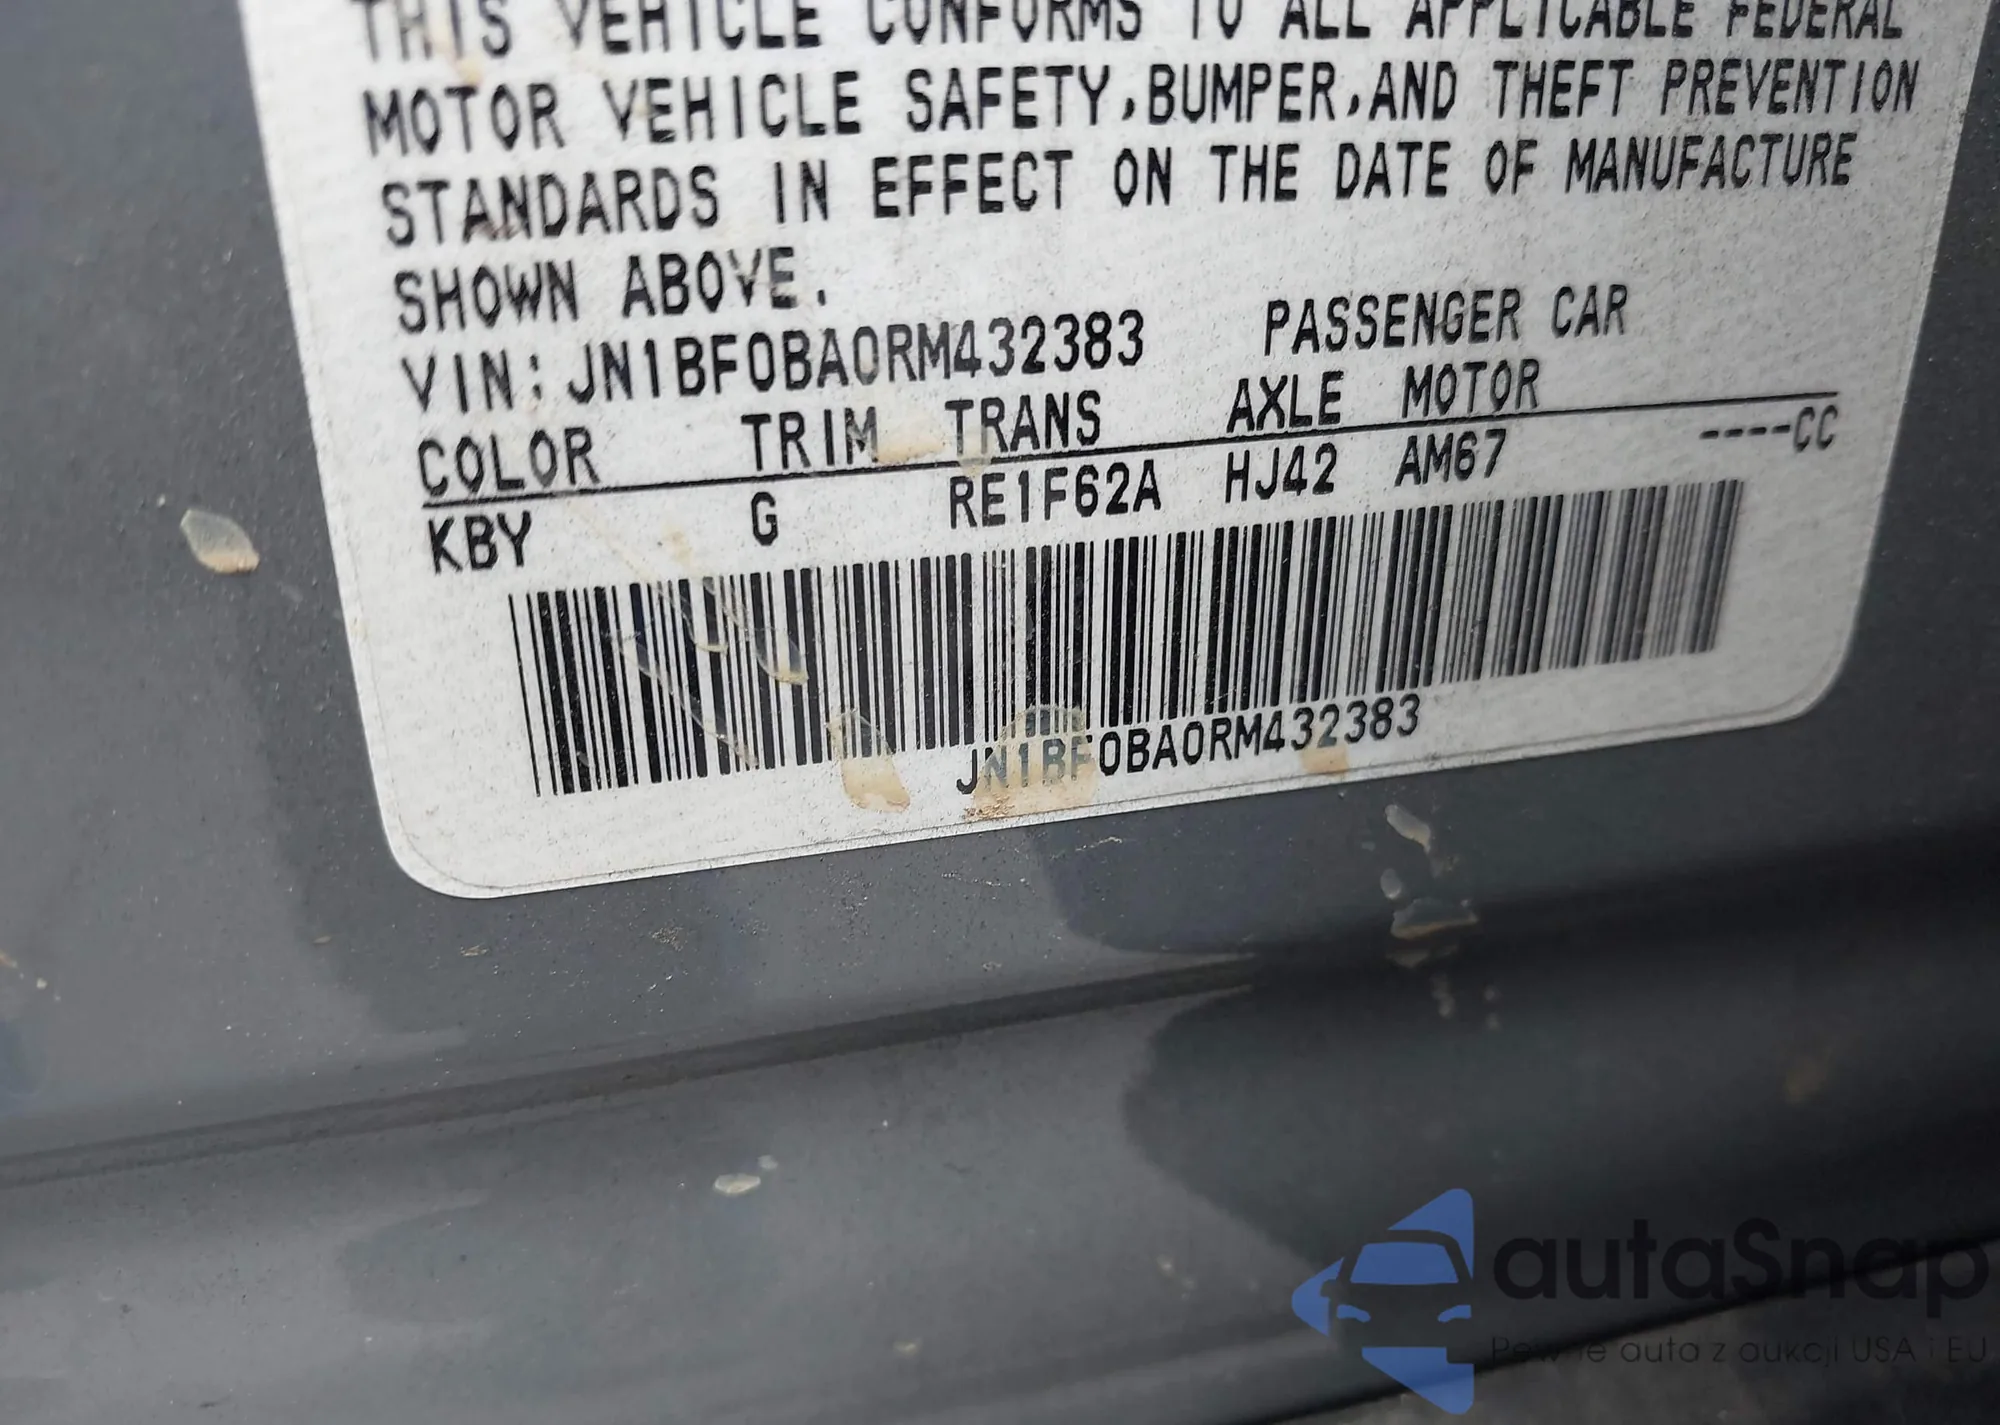 THIS VEHICLE CONFORMS TO ALL APPLICABLE FEDERAL
MOTOR VEHICLE SAFETY,BUMPER,AND THEFT PREVENTION
STANDARDS IN EFFECT ON THE DATE OF MANUFACTURE
SHOWN ABOVE.
VIN:JN1BF0BA0RM432383 PASSENGER CAR
COLOR TRIM TRANS AXLE MOTOR
KBY G RE1F62A HJ42 AM67 ----CC
JN1BF0BA0RM432383
autaSnap
Pewne auta z aukcji USA i EU